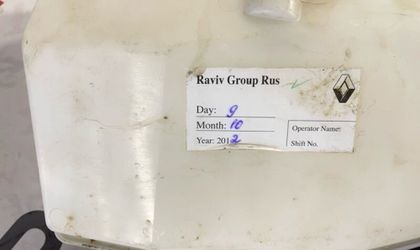 Raviv Group Rus
Day: 9
Month: 10
Year: 2012
Operator Name:
Shift No.